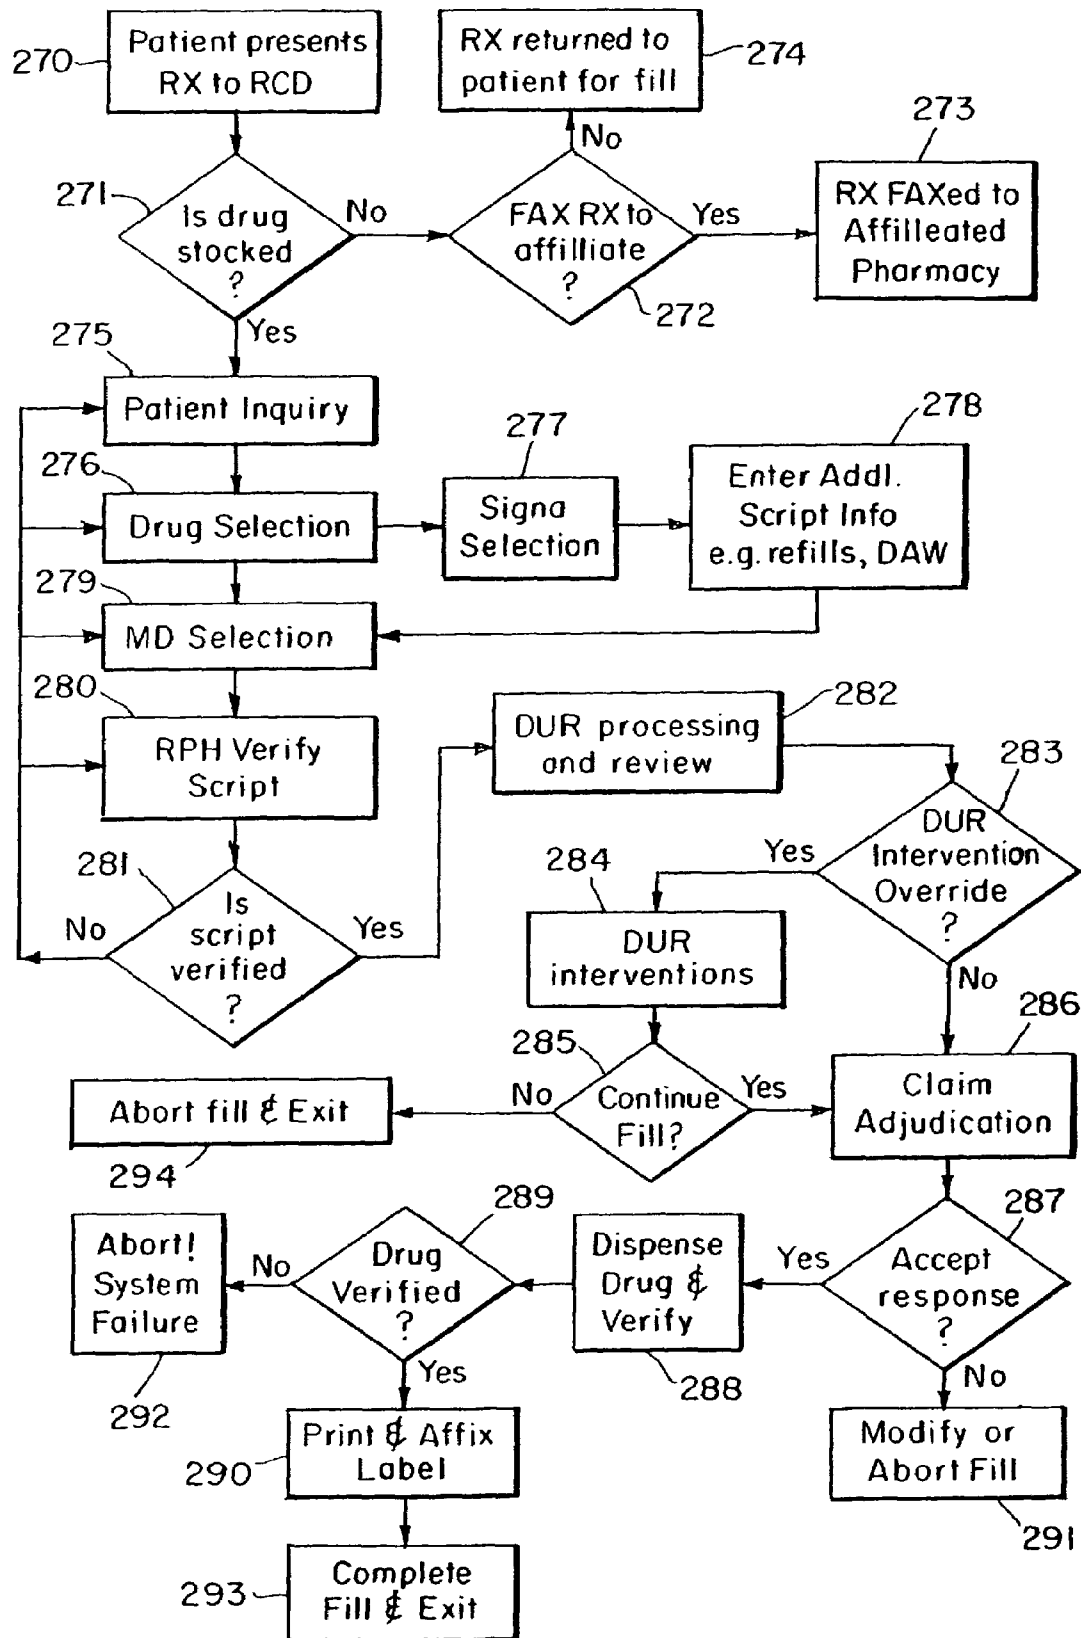 270
Patient presents
RX to RCD
RX returned to
patient for fill
274
271
Is drug
stocked
?
No
FAX RX to
affilliate
?
272
No
Yes
273
RX FAXed to
Affilleated
Pharmacy
Yes
275
Patient Inquiry
276
Drug Selection
277
Signa
Selection
278
Enter Addl.
Script Info
e.g. refills, DAW
279
MD Selection
280
RPH Verify
Script
281
Is
script
verified
?
No
Yes
282
DUR processing
and review
283
DUR
Intervention
Override
?
Yes
No
284
DUR
interventions
285
Continue
Fill?
No
Yes
286
Claim
Adjudication
Abort fill & Exit
294
287
Accept
response
?
Yes
No
Dispense
Drug &
Verify
288
289
Drug
Verified
?
No
Yes
Abort!
System
Failure
292
290
Print & Affix
Label
Modify or
Abort Fill
291
293
Complete
Fill & Exit